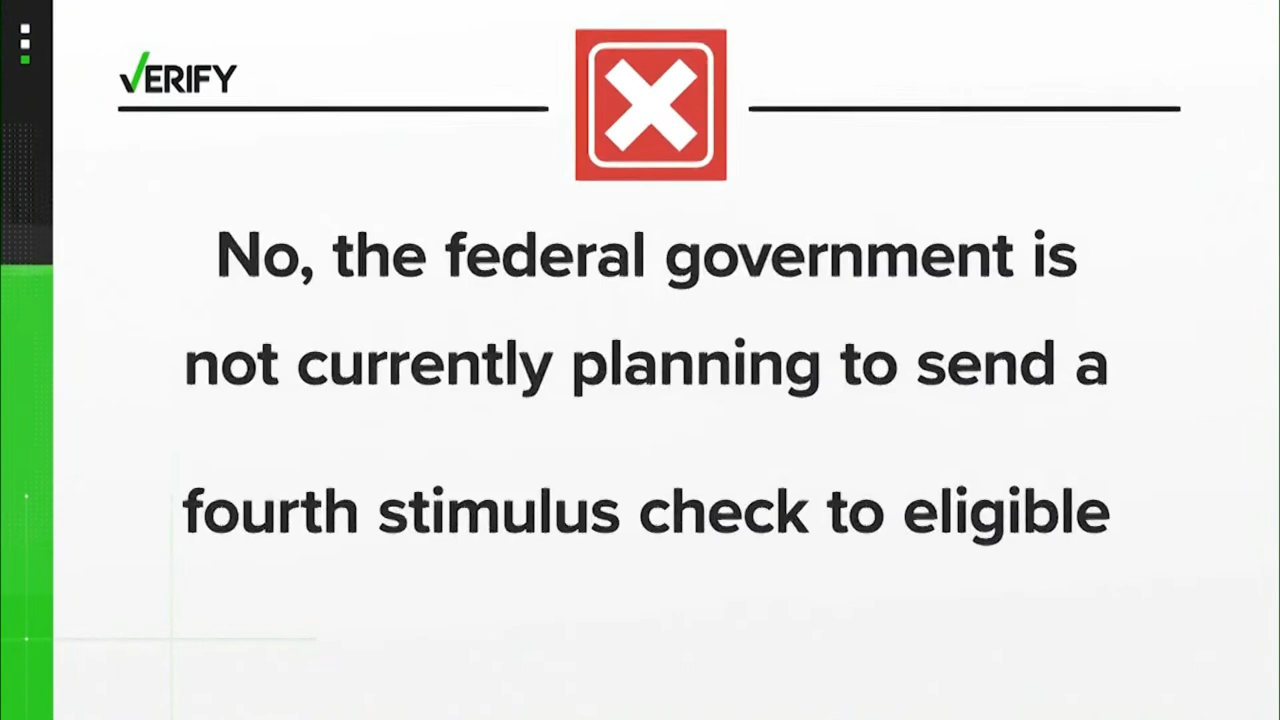 VERIFY
No, the federal government is
not currently planning to send a
fourth stimulus check to eligible